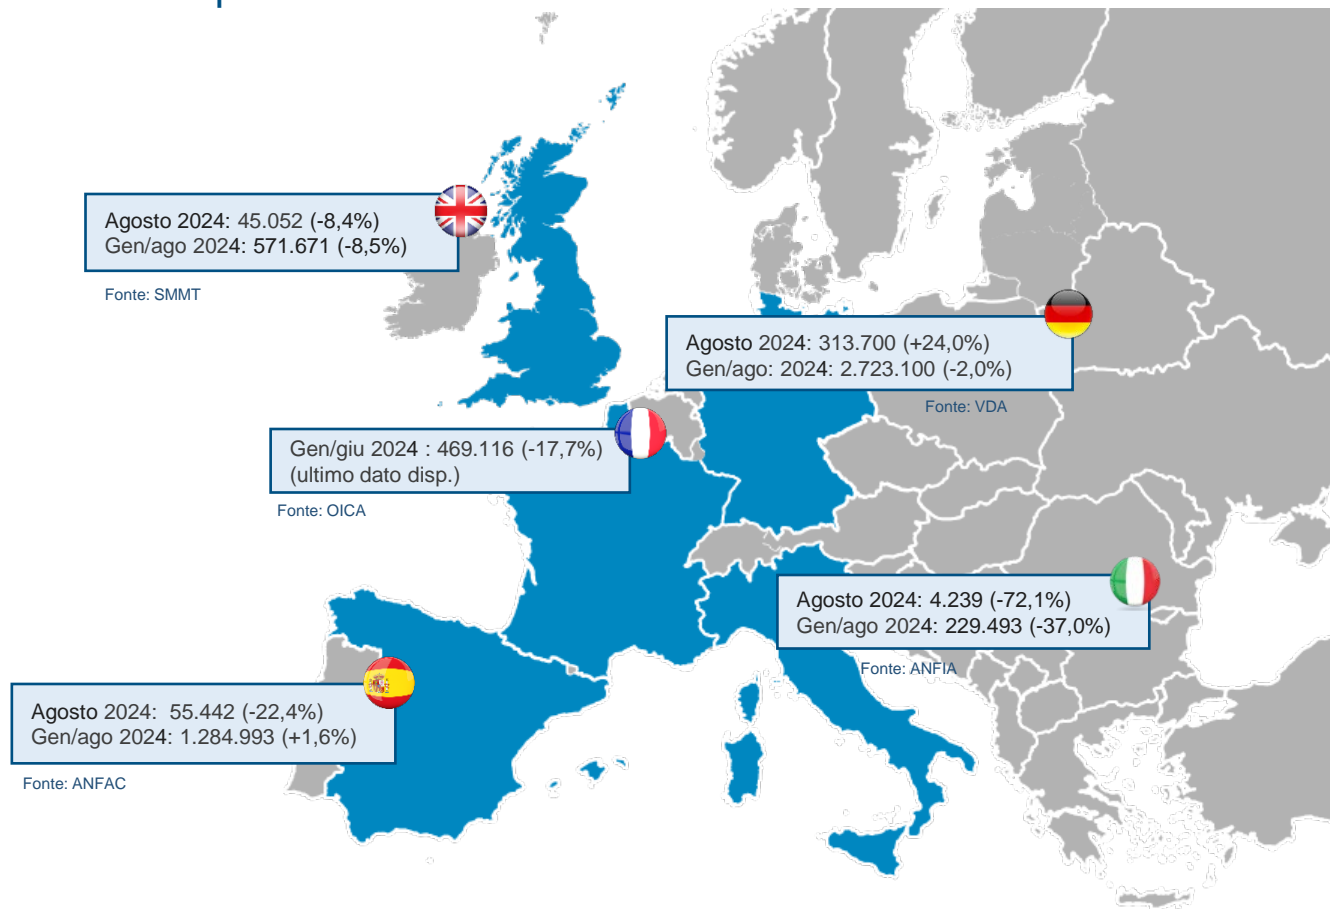 Agosto 2024: 45.052 (-8,4%)
Gen/ago 2024: 571.671 (-8,5%)
Fonte: SMMT
Agosto 2024: 313.700 (+24,0%)
Gen/ago: 2024: 2.723.100 (-2,0%)
Fonte: VDA
Gen/giu 2024 : 469.116 (-17,7%)
(ultimo dato disp.)
Fonte: OICA
Agosto 2024: 4.239 (-72,1%)
Gen/ago 2024: 229.493 (-37,0%)
Fonte: ANFIA
Agosto 2024: 55.442 (-22,4%)
Gen/ago 2024: 1.284.993 (+1,6%)
Fonte: ANFAC